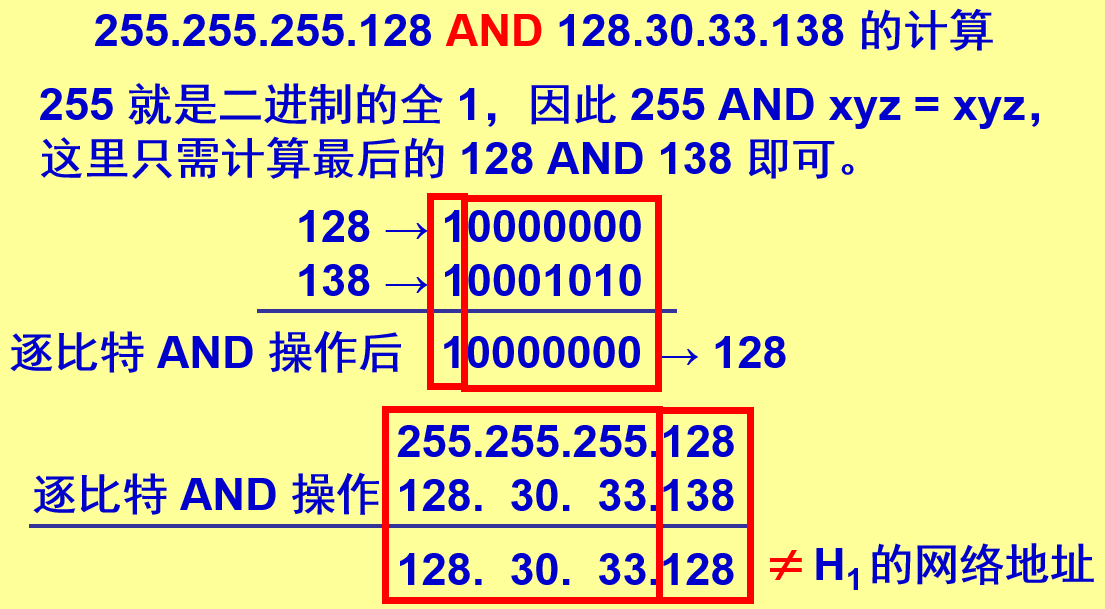 255.255.255.128 AND 128.30.33.138 的计算
255 就是二进制的全 1，因此 255 AND xyz = xyz，
这里只需计算最后的 128 AND 138 即可。
128 → 10000000
138 → 10001010
逐比特 AND 操作后 10000000 → 128
255.255.255.128
逐比特 AND 操作 128. 30. 33.138
128. 30. 33.128 ≠ H₁ 的网络地址